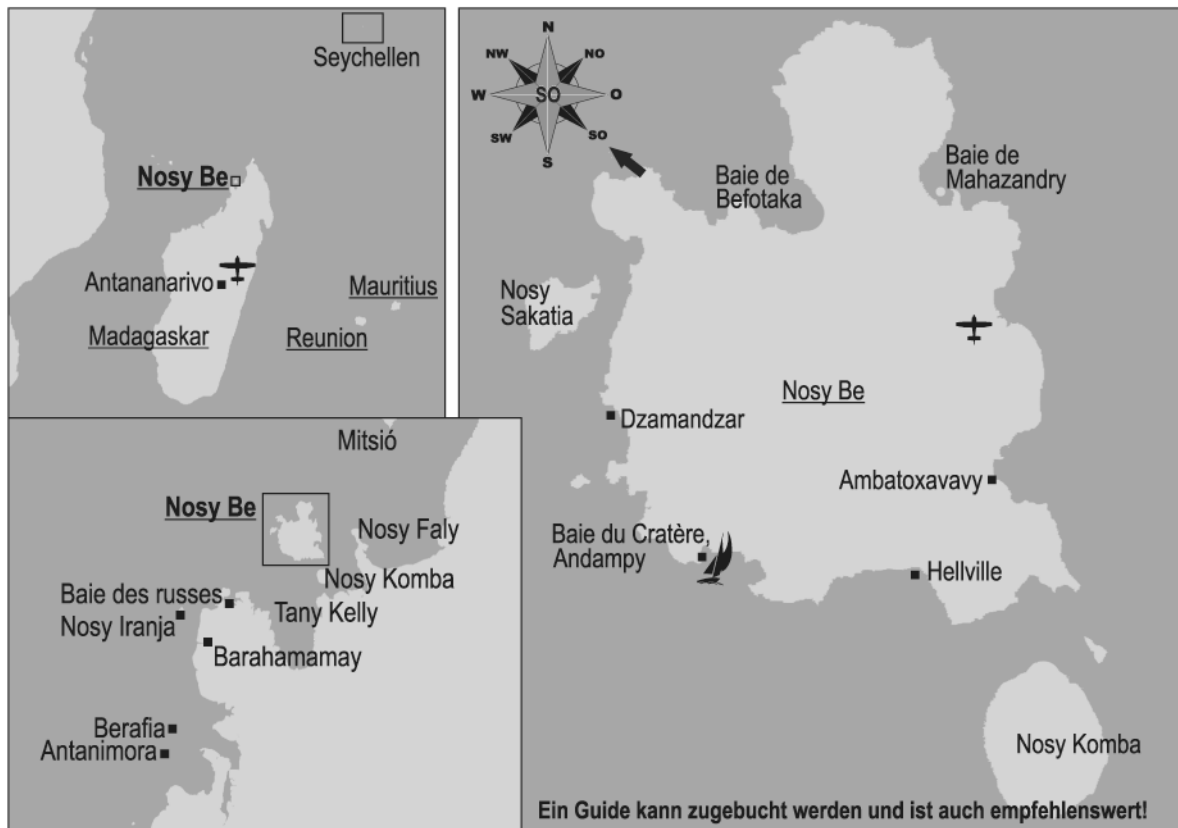 Seychellen
Nosy Be
Antananarivo
Mauritius
Madagaskar
Reunion
Mitsió
Nosy Be
Nosy Faly
Nosy Komba
Baie des russes
Tany Kelly
Nosy Iranja
Barahamamay
Berafia
Antanimora
N
NW
NO
W
SO
O
SW
SO
S
Baie de
Befotaka
Baie de
Mahazandry
Nosy
Sakatia
Nosy Be
Dzamandzar
Ambatoxavavy
Baie du Cratère,
Andampy
Hellville
Nosy Komba
Ein Guide kann zugebucht werden und ist auch empfehlenswert!